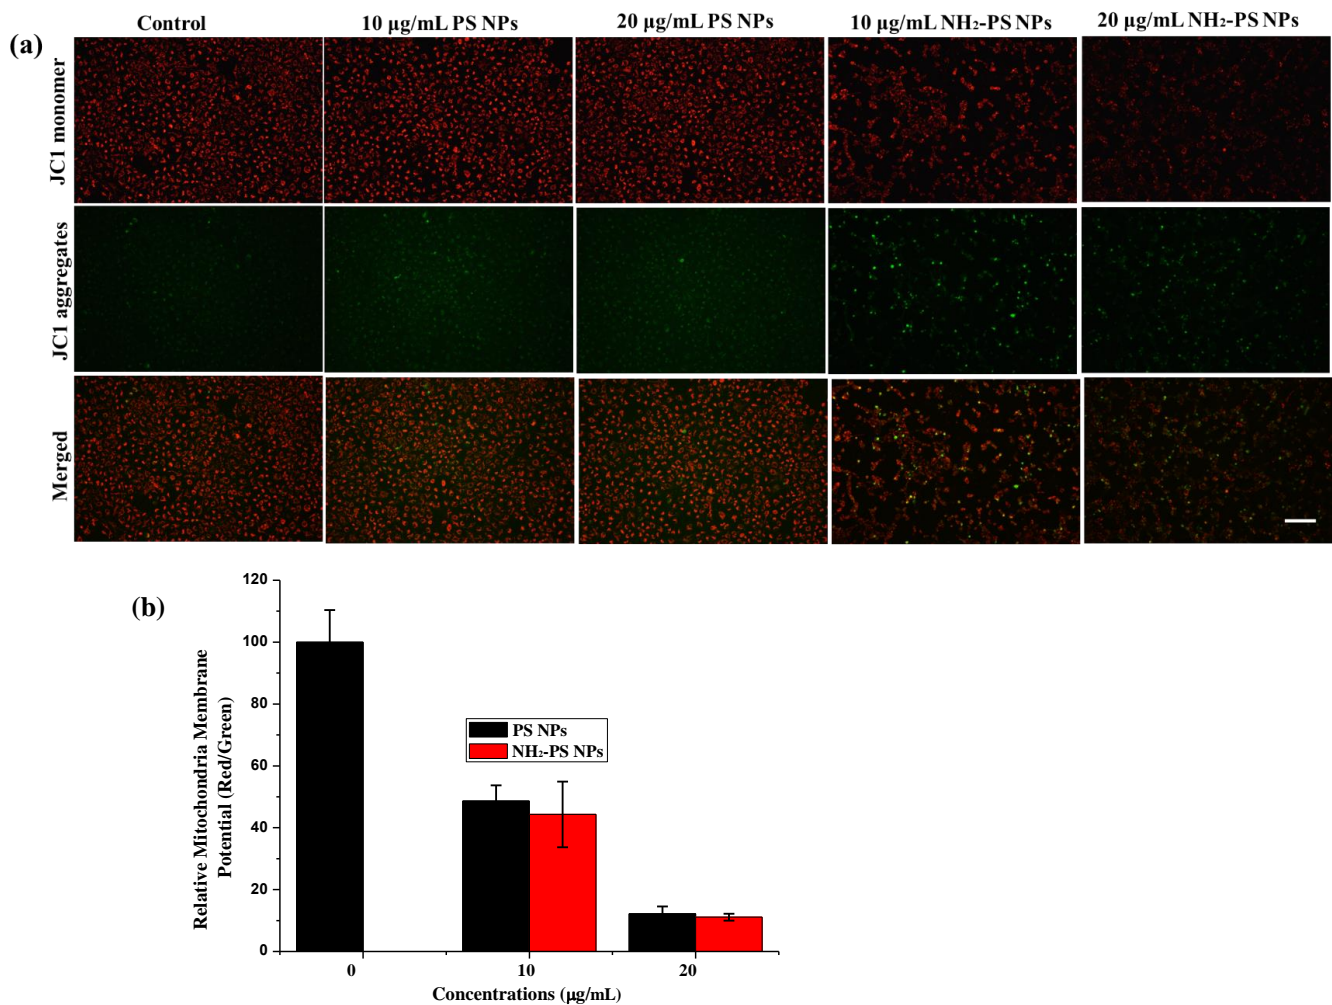 Control
10 µg/mL PS NPs
20 µg/mL PS NPs
10 µg/mL NH₂-PS NPs
20 µg/mL NH₂-PS NPs
(a)
JC1 monomer
JC1 aggregates
Merged
(b)
Relative Mitochondria Membrane
Potential (Red/Green)
120
100
80
60
40
20
0
PS NPs
NH₂-PS NPs
0
10
20
Concentrations (µg/mL)